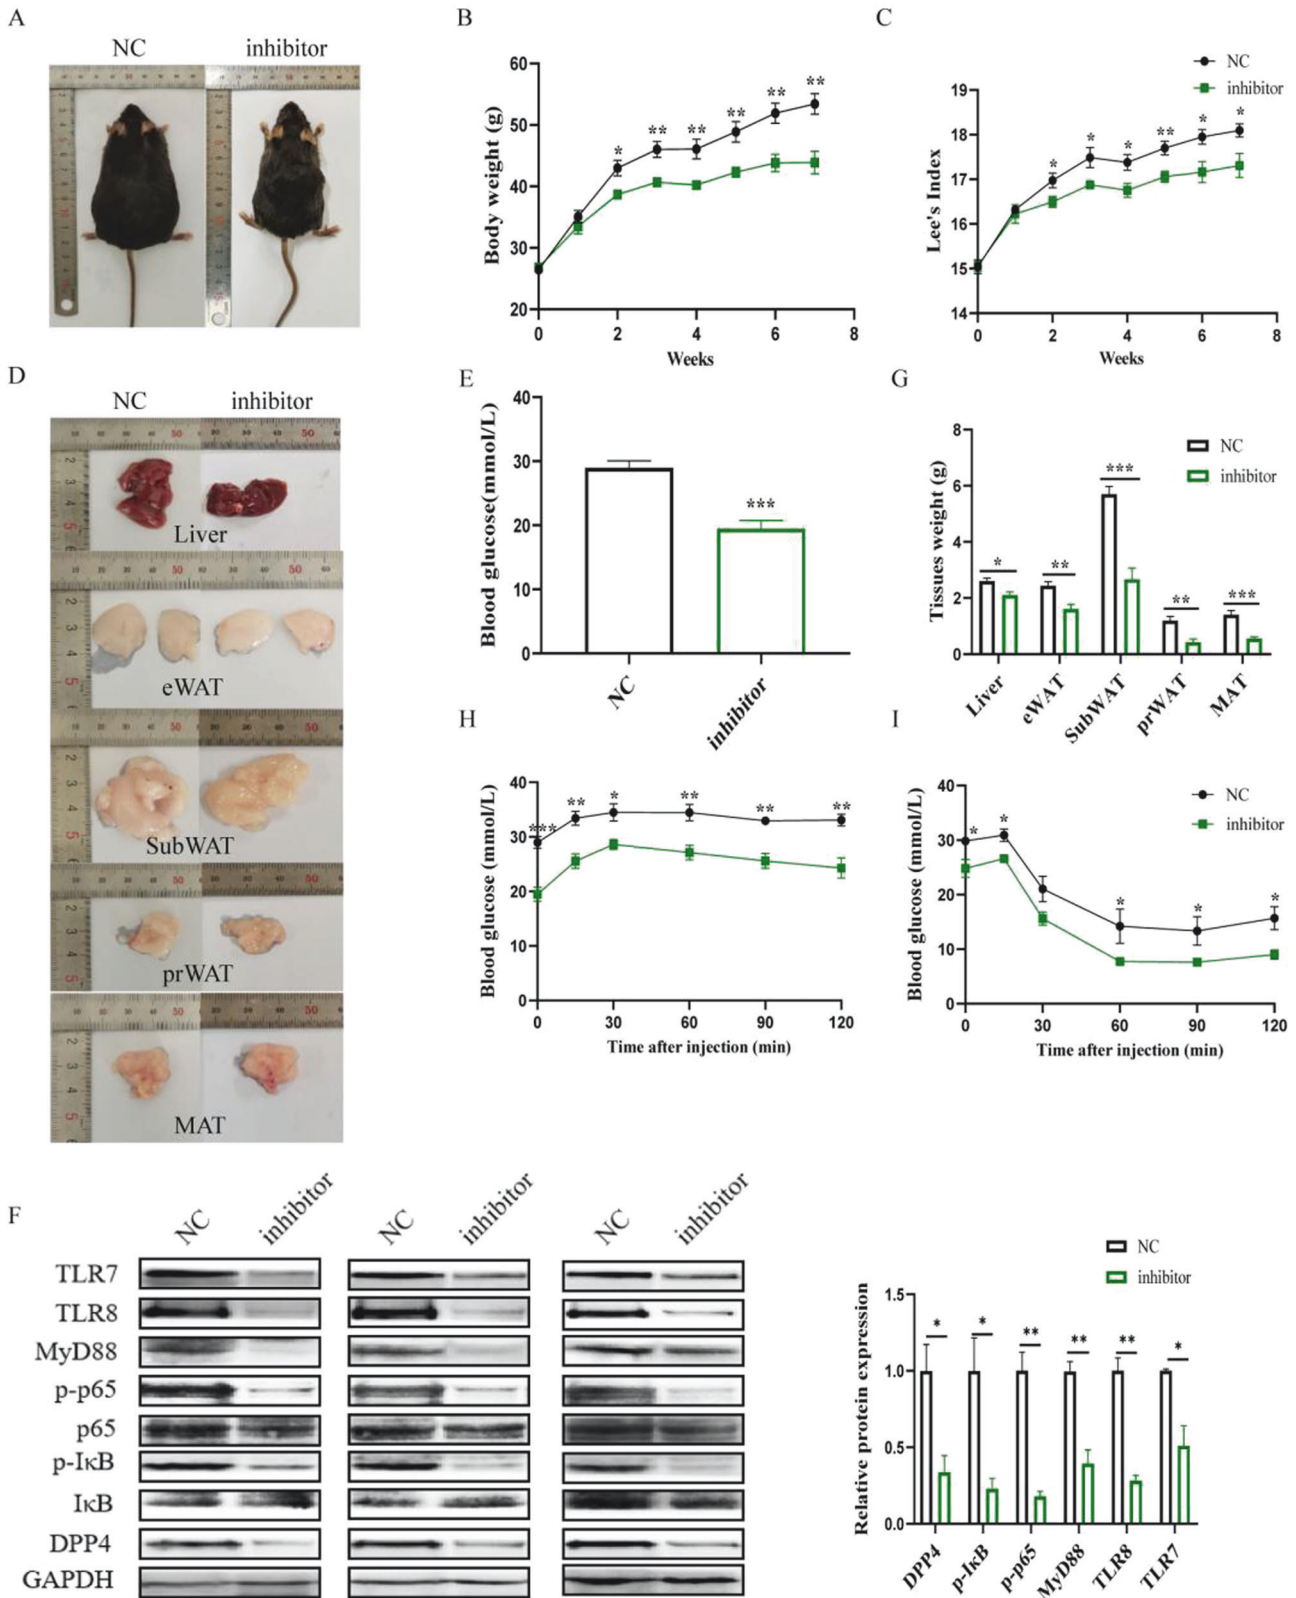 A
NC
inhibitor
B
60
50
40
30
20
Body weight (g)
*
**
**
**
**
**
0
2
4
6
8
Weeks
C
NC
inhibitor
19
18
17
16
15
14
Lee's Index
*
*
*
**
*
*
0
2
4
6
8
Weeks
D
NC
inhibitor
Liver
eWAT
SubWAT
prWAT
MAT
E
40
30
20
10
0
Blood glucose(mmol/L)
***
NC
inhibitor
G
NC
inhibitor
8
6
4
2
0
Tissues weight (g)
*
**
***
**
***
Liver
eWAT
SubWAT
prWAT
MAT
H
40
30
20
10
0
Blood glucose (mmol/L)
***
**
*
**
**
**
0
30
60
90
120
Time after injection (min)
I
NC
inhibitor
40
30
20
10
0
Blood glucose (mmol/L)
*
*
*
*
*
0
30
60
90
120
Time after injection (min)
F
NC
inhibitor
NC
inhibitor
NC
inhibitor
TLR7
TLR8
MyD88
p-p65
p65
p-IκB
IκB
DPP4
GAPDH
NC
inhibitor
1.5
1.0
0.5
0.0
Relative protein expression
*
*
**
**
**
*
DPP4
p-IκB
p-p65
MyD88
TLR8
TLR7